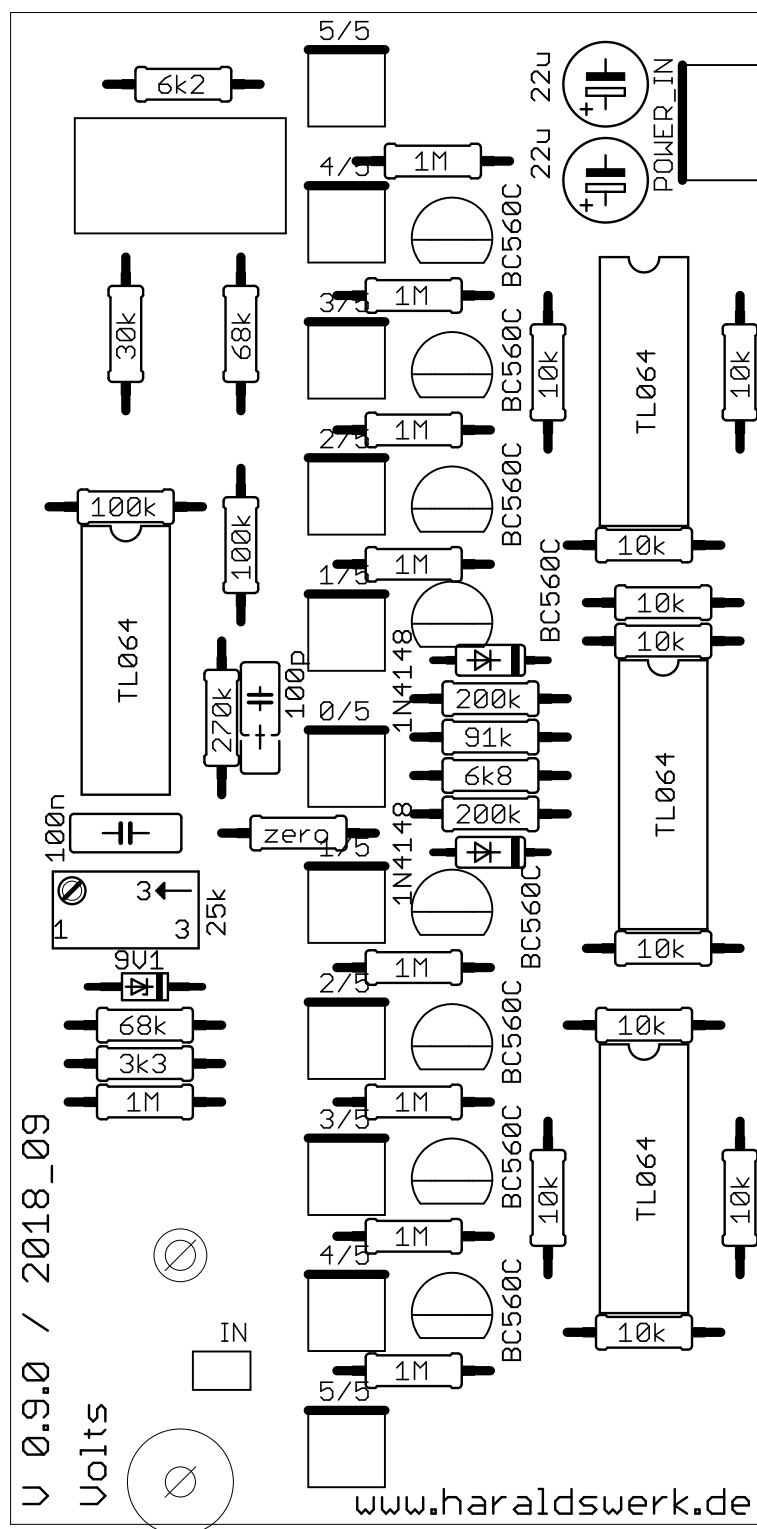 5/5
6k2
22u
POWER_IN
1M
22u
4/5
BC560C
1M
3/5
30k
68k
BC560C
10k
TL064
10k
1M
2/5
BC560C
100k
100k
10k
1M
1/5
BC560C
10k
10k
TL064
1N4148
100p
270k
200k
0/5
91k
6k8
TL064
200k
100n
zero
1N4148
1/5
3
1
3
25k
BC560C
10k
9V1
1M
2/5
68k
BC560C
10k
3k3
1M
1M
3/5
BC560C
TL064
10k
10k
1M
4/5
BC560C
IN
10k
1M
5/5
V 0.9.0 / 2018_09
Volts
www.haraldswerk.de